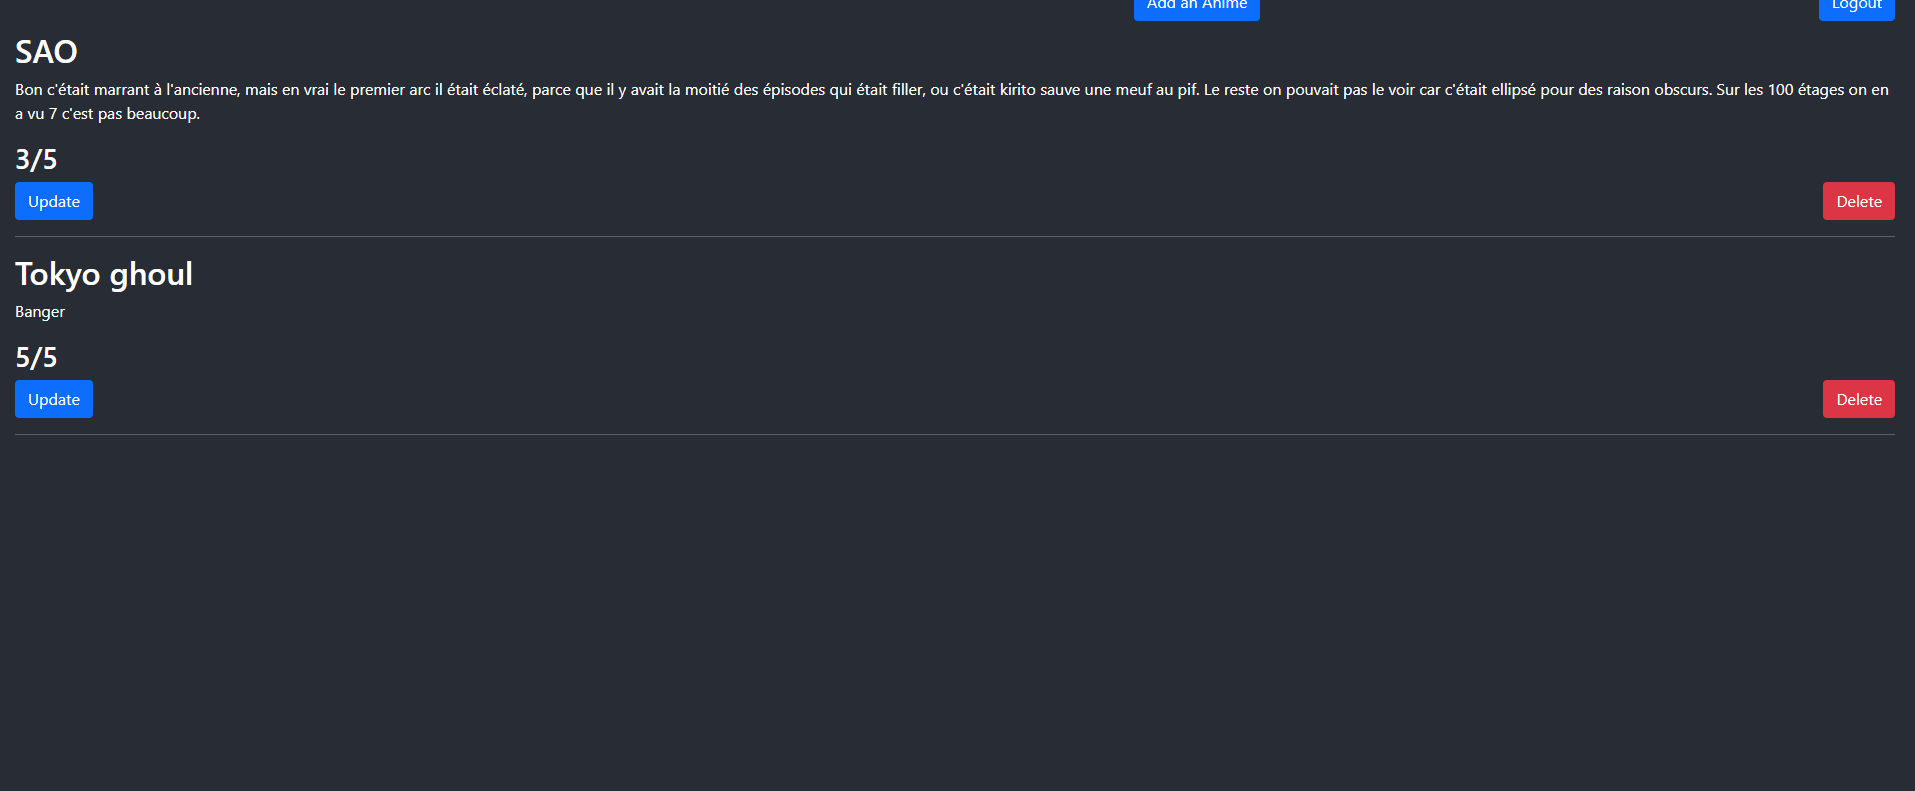 Add an Anime
Logout
SAO
Bon c'était marrant à l'ancienne, mais en vrai le premier arc il était éclaté, parce que il y avait la moitié des épisodes qui était filler, ou c'était kirito sauve une meuf au pif. Le reste on pouvait pas le voir car c'était ellipsé pour des raison obscurs. Sur les 100 étages on en
a vu 7 c'est pas beaucoup.
3/5
Update
Delete
Tokyo ghoul
Banger
5/5
Update
Delete